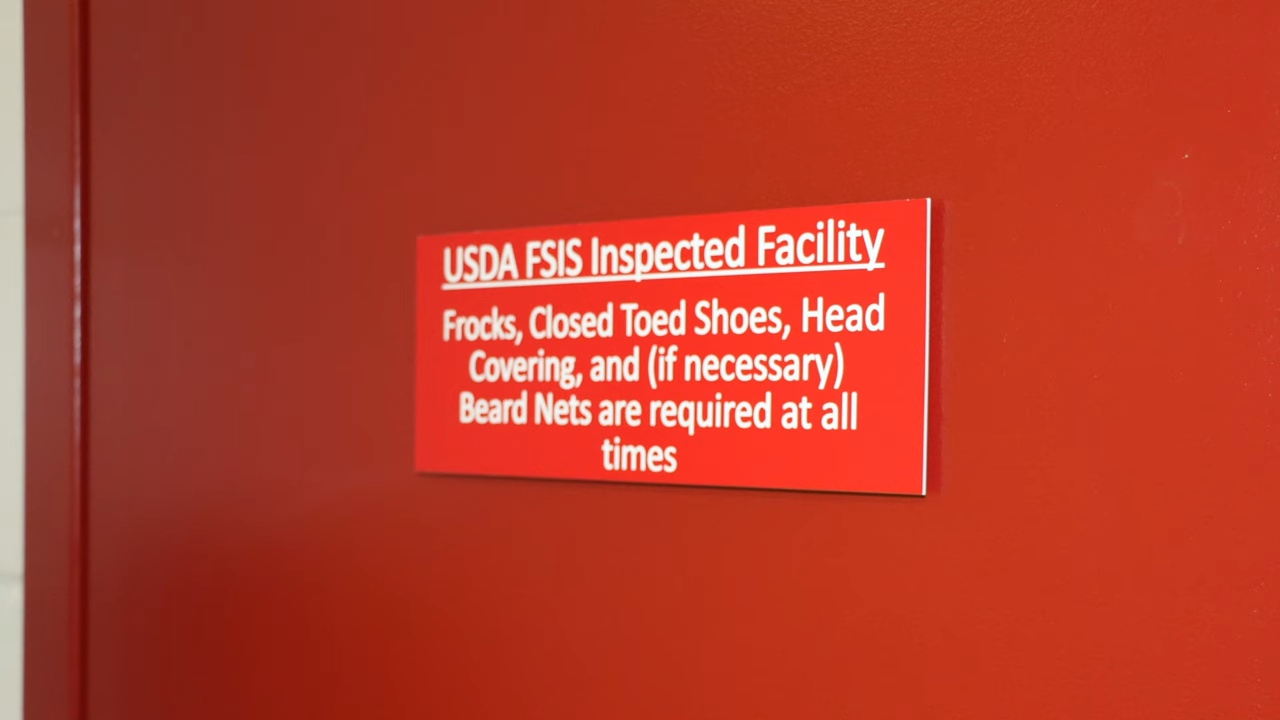 USDA FSIS Inspected Facility
Frocks, Closed Toed Shoes, Head
Covering, and (if necessary)
Beard Nets are required at all
times